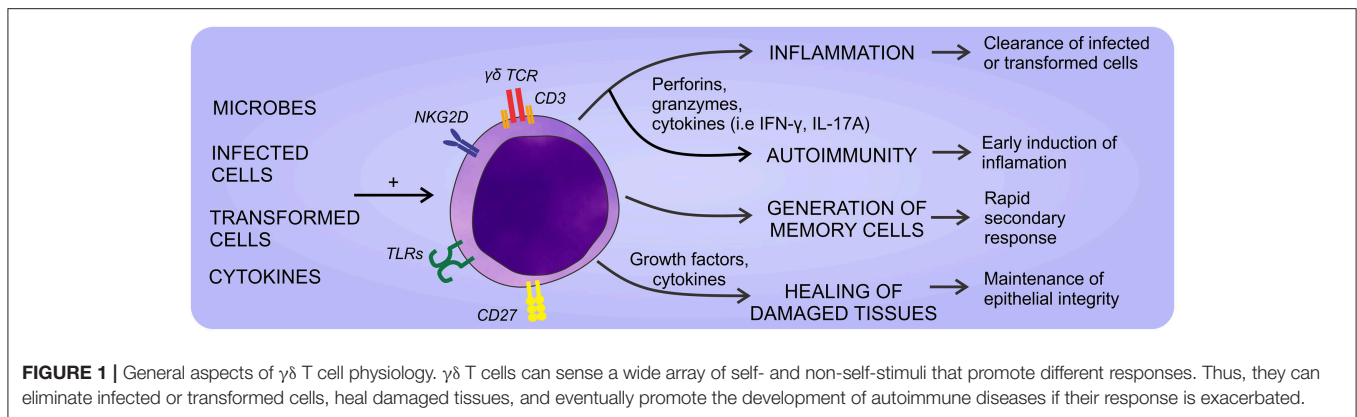 MICROBES
INFECTED
CELLS
TRANSFORMED
CELLS
CYTOKINES
+
γδ TCR
CD3
NKG2D
TLRs
CD27
Perforins,
granzymes,
cytokines (i.e IFN-γ, IL-17A)
Growth factors,
cytokines
INFLAMMATION
Clearance of infected
or transformed cells
AUTOIMMUNITY
Early induction of
inflamation
GENERATION OF
MEMORY CELLS
Rapid
secondary
response
HEALING OF
DAMAGED TISSUES
Maintenance of
epithelial integrity
FIGURE 1 | General aspects of γδ T cell physiology. γδ T cells can sense a wide array of self- and non-self-stimuli that promote different responses. Thus, they can
eliminate infected or transformed cells, heal damaged tissues, and eventually promote the development of autoimmune diseases if their response is exacerbated.